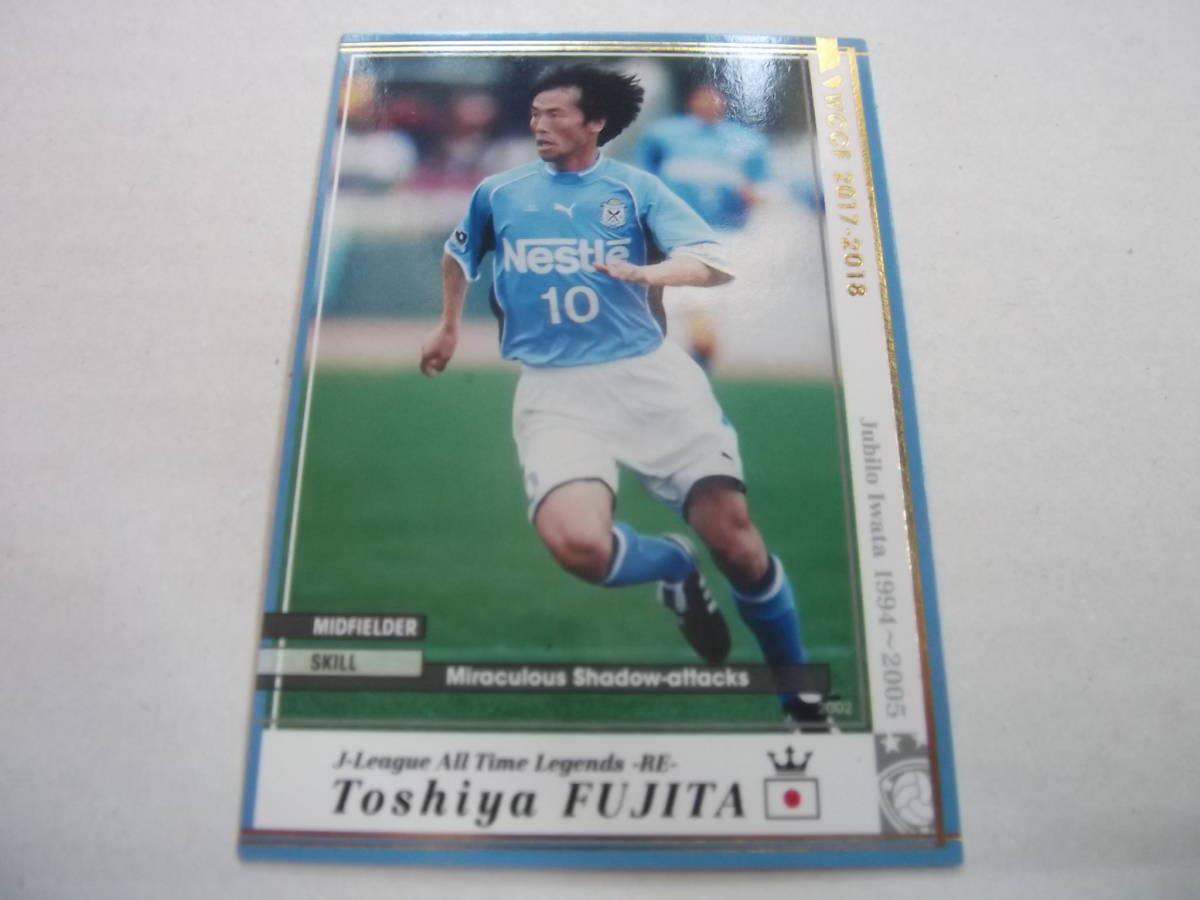 WCCF 2017-2018
Jubilo Iwata 1994~2005
Nestlé
10
MIDFIELDER
SKILL
Miraculous Shadow-attacks
2002
J-League All Time Legends -RE-
Toshiya FUJITA